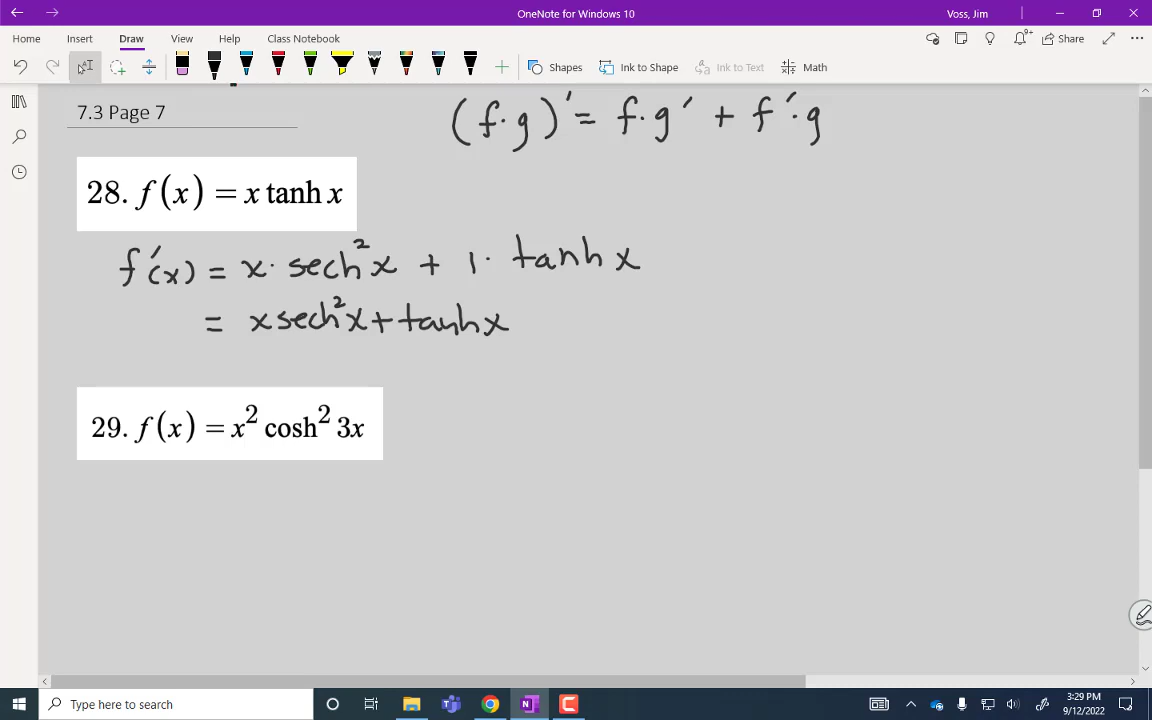 OneNote for Windows 10
Voss, Jim
Home Insert Draw View Help Class Notebook
Share
Shapes Ink to Shape Ink to Text Math
7.3 Page 7
(f·g)′ = f·g′ + f′·g
28. f(x) = x tanh x
f′(x) = x· sech²x + 1· tanh x
= x sech²x + tanh x
29. f(x) = x² cosh² 3x
Type here to search
3:29 PM
9/12/2022